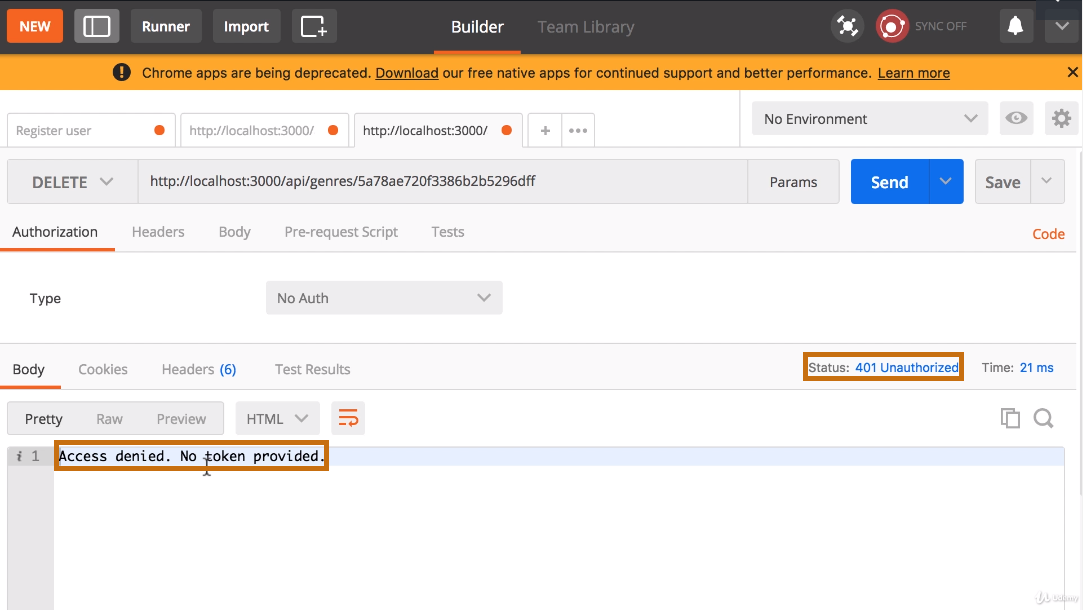 NEW Runner Import Builder Team Library SYNC OFF
! Chrome apps are being deprecated. Download our free native apps for continued support and better performance. Learn more
Register user http://localhost:3000/ http://localhost:3000/ No Environment
DELETE http://localhost:3000/api/genres/5a78ae720f3386b2b5296dff Params Send Save
Authorization Headers Body Pre-request Script Tests Code
Type No Auth
Body Cookies Headers (6) Test Results Status: 401 Unauthorized Time: 21 ms
Pretty Raw Preview HTML
i 1 Access denied. No token provided.
Udemy